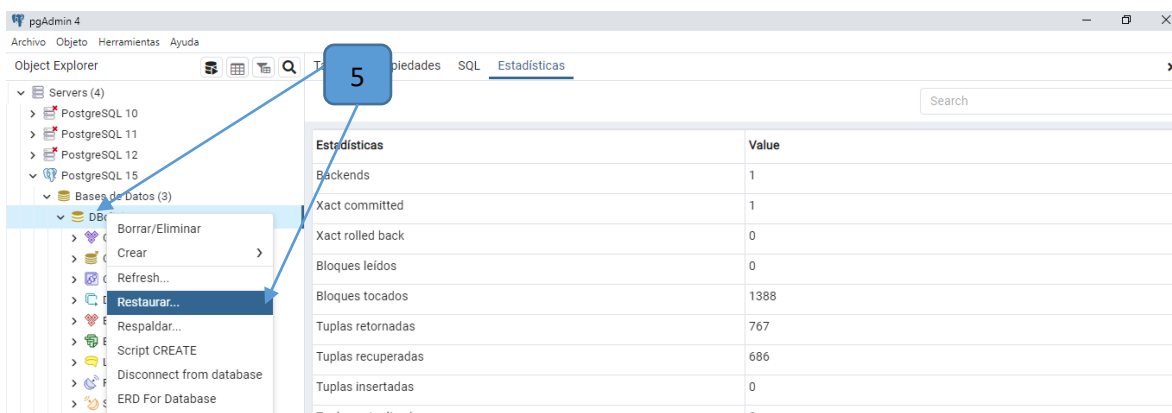 pgAdmin 4
Archivo Objeto Herramientas Ayuda
Object Explorer
5
SQL Estadísticas
Servers (4)
Search
PostgreSQL 10
PostgreSQL 11
PostgreSQL 12
PostgreSQL 15
Bases de Datos (3)
Borrar/Eliminar
Crear
Refresh...
Restaurar...
Respaldar...
Script CREATE
Disconnect from database
ERD For Database
Estadísticas Value
Backends 1
Xact committed 1
Xact rolled back 0
Bloques leídos 0
Bloques tocados 1388
Tuplas retornadas 767
Tuplas recuperadas 686
Tuplas insertadas 0